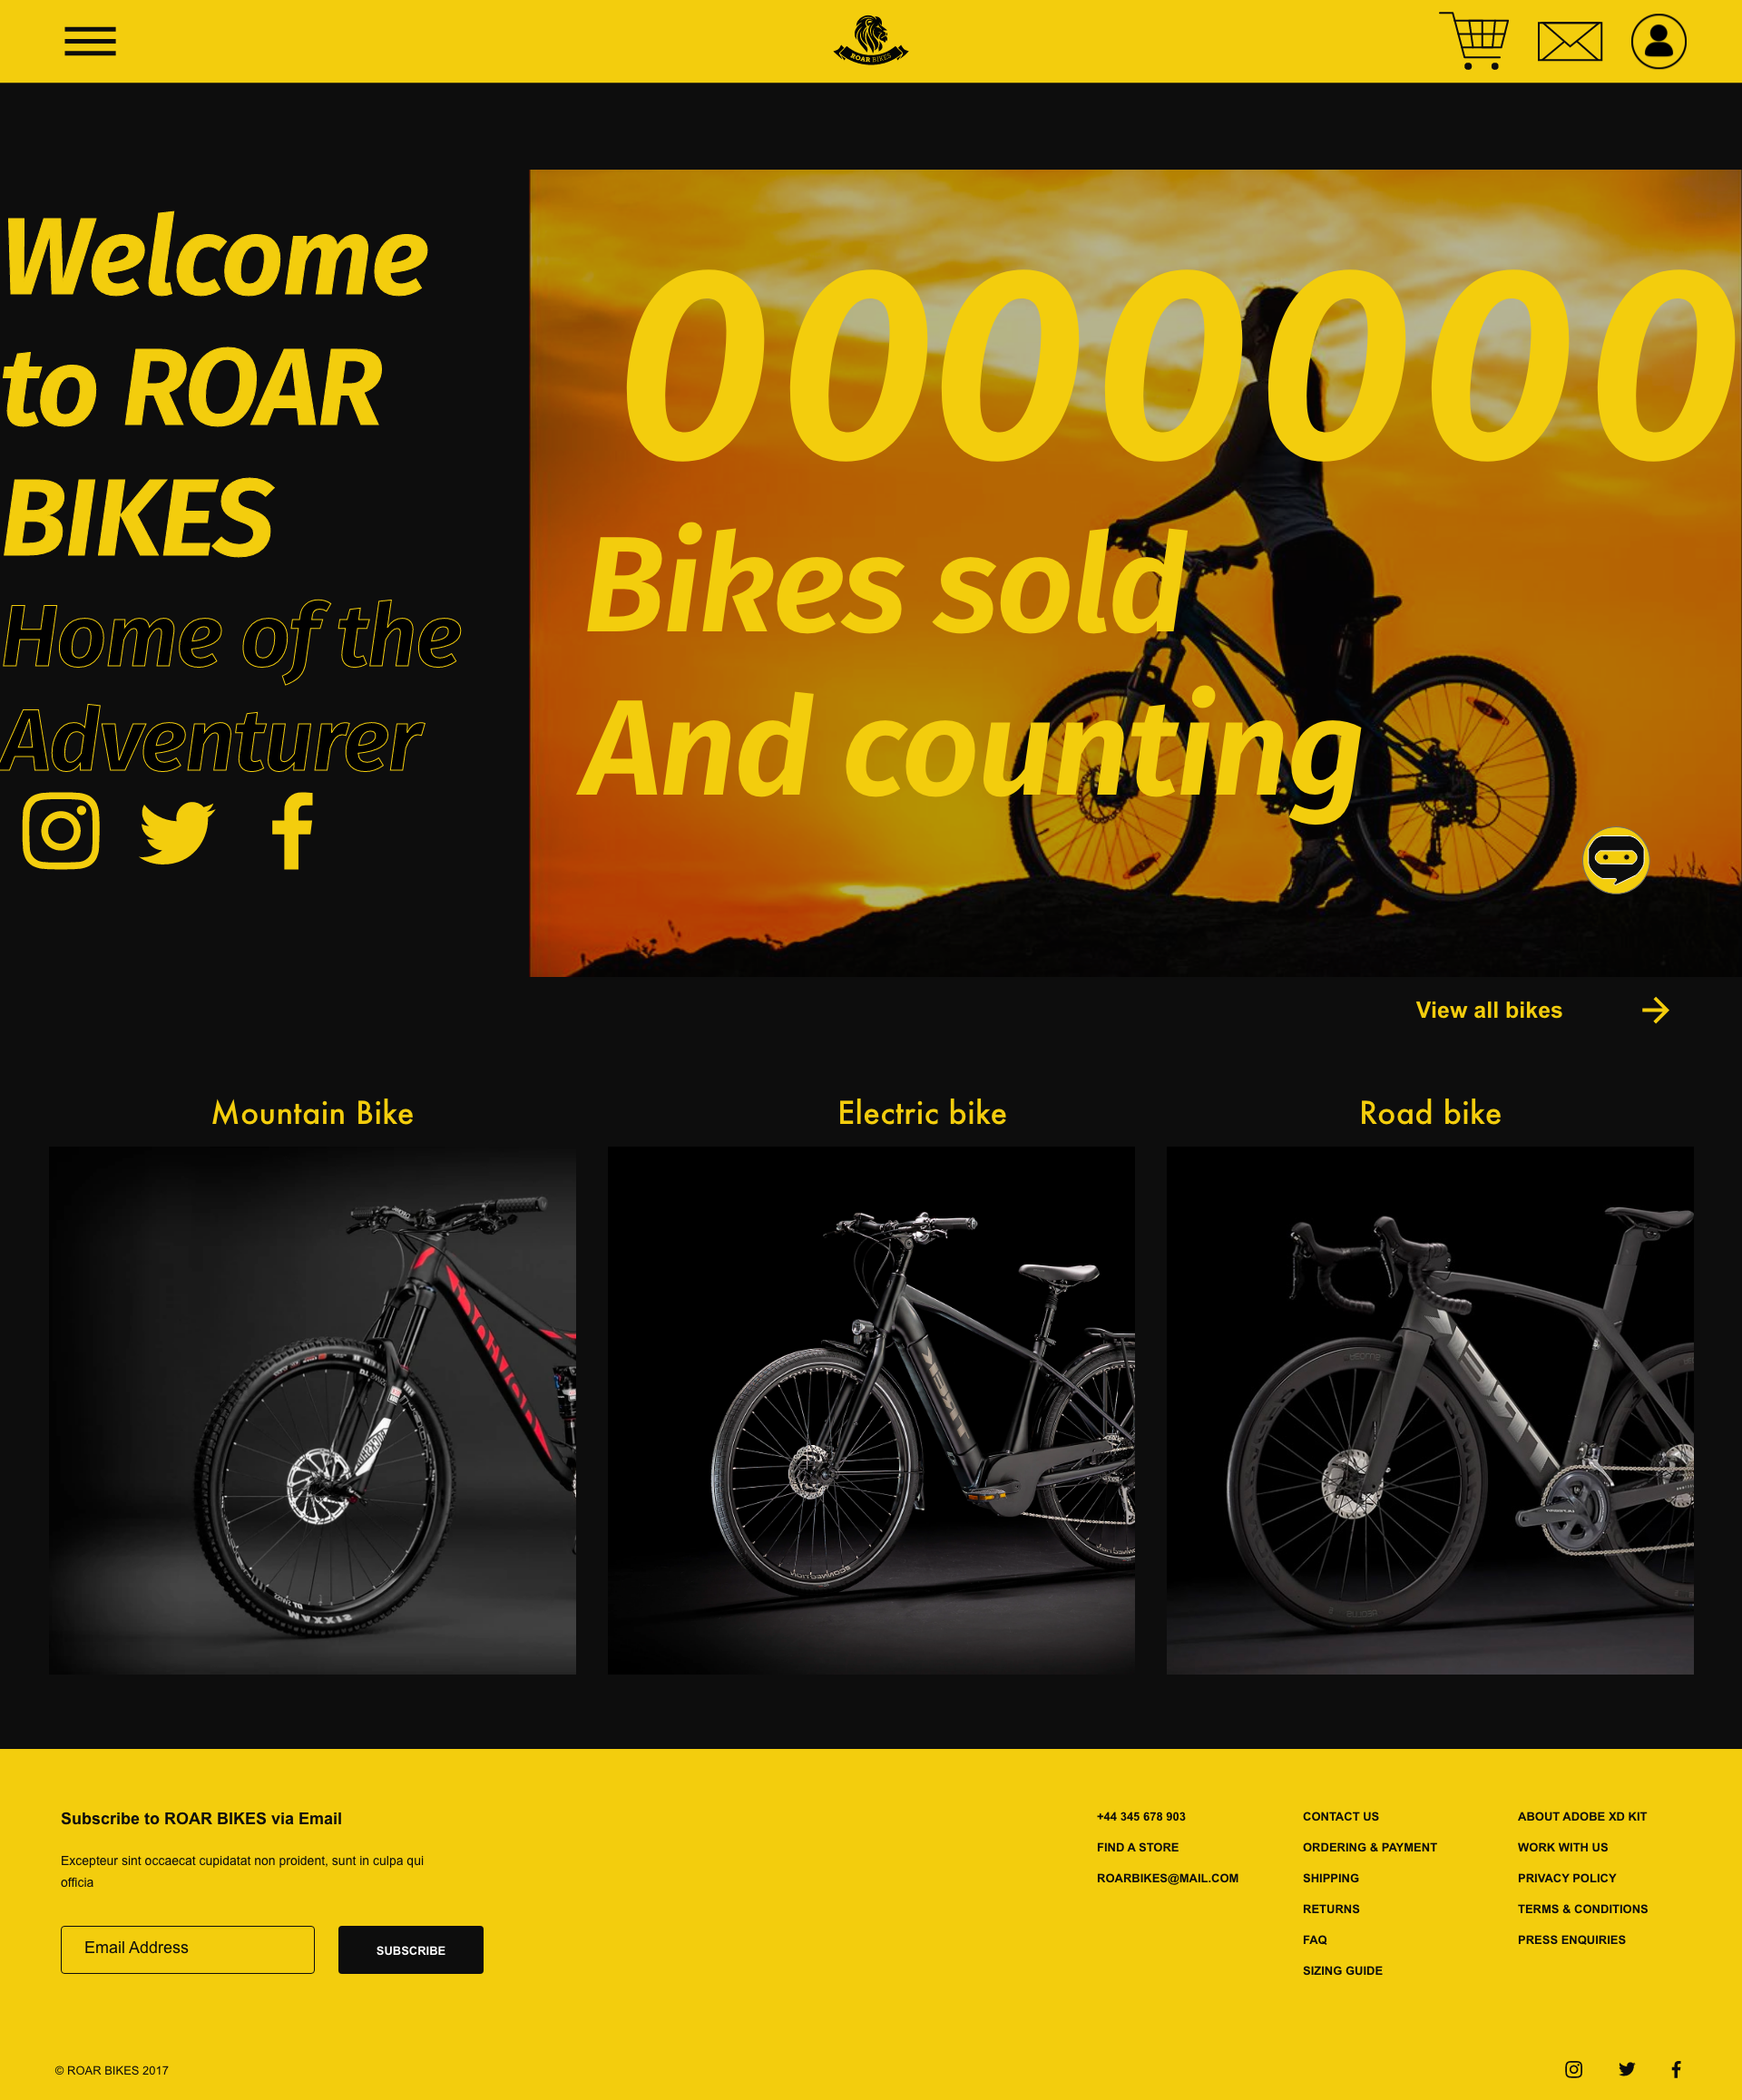 ROAR BIKES
Welcome
to ROAR
BIKES
Home of the
Adventurer
0000000
Bikes sold
And counting
View all bikes
Mountain Bike
Electric bike
Road bike
MAXXIS
TREK
TREK
Subscribe to ROAR BIKES via Email
Excepteur sint occaecat cupidatat non proident, sunt in culpa qui
officia
Email Address
SUBSCRIBE
+44 345 678 903
FIND A STORE
ROARBIKES@MAIL.COM
CONTACT US
ORDERING & PAYMENT
SHIPPING
RETURNS
FAQ
SIZING GUIDE
ABOUT ADOBE XD KIT
WORK WITH US
PRIVACY POLICY
TERMS & CONDITIONS
PRESS ENQUIRIES
© ROAR BIKES 2017